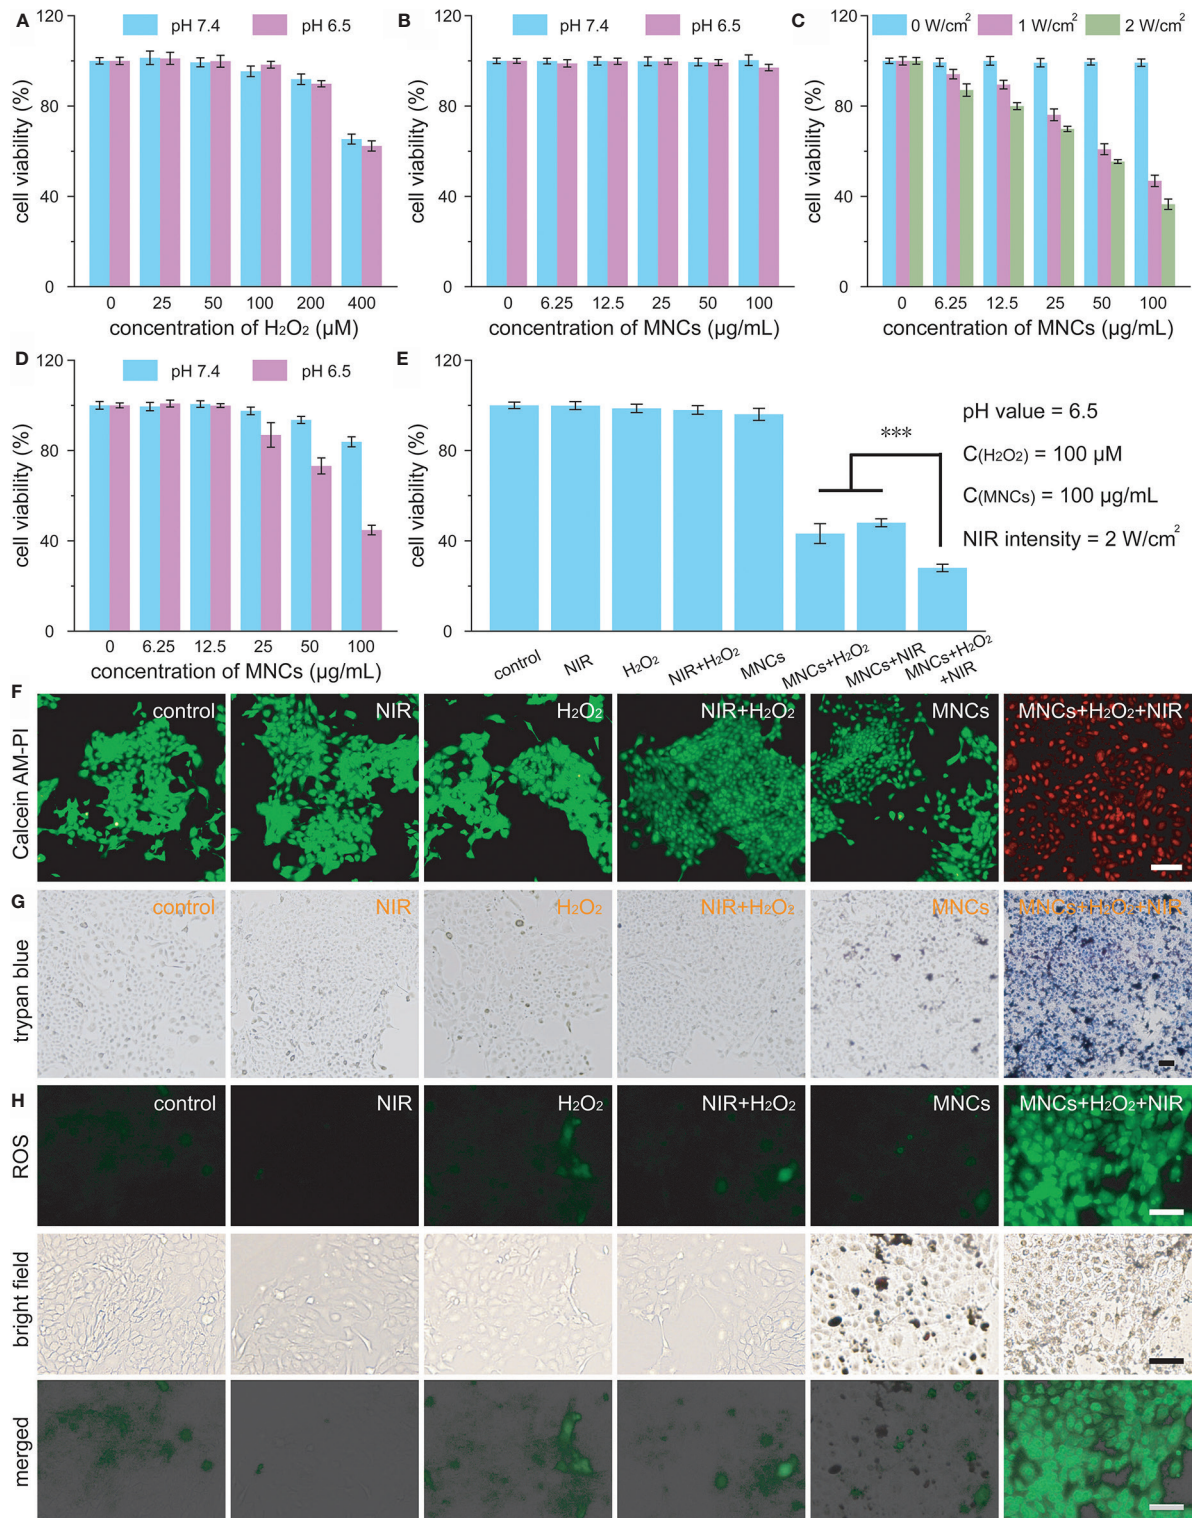 A
pH 7.4 pH 6.5
120
80
40
0
cell viability (%)
0 25 50 100 200 400
concentration of H₂O₂ (μM)
B
pH 7.4 pH 6.5
120
80
40
0
cell viability (%)
0 6.25 12.5 25 50 100
concentration of MNCs (μg/mL)
C
0 W/cm² 1 W/cm² 2 W/cm²
120
80
40
0
cell viability (%)
0 6.25 12.5 25 50 100
concentration of MNCs (μg/mL)
D
pH 7.4 pH 6.5
120
80
40
0
cell viability (%)
0 6.25 12.5 25 50 100
concentration of MNCs (μg/mL)
E
120
80
40
0
cell viability (%)
***
pH value = 6.5
C(H₂O₂) = 100 μM
C(MNCs) = 100 μg/mL
NIR intensity = 2 W/cm²
control
NIR
H₂O₂
NIR+H₂O₂
MNCs
MNCs+H₂O₂
MNCs+NIR
MNCs+H₂O₂
+NIR
F
Calcein AM-PI
control NIR H₂O₂ NIR+H₂O₂ MNCs MNCs+H₂O₂+NIR
G
trypan blue
control NIR H₂O₂ NIR+H₂O₂ MNCs MNCs+H₂O₂+NIR
H
ROS
control NIR H₂O₂ NIR+H₂O₂ MNCs MNCs+H₂O₂+NIR
bright field
merged